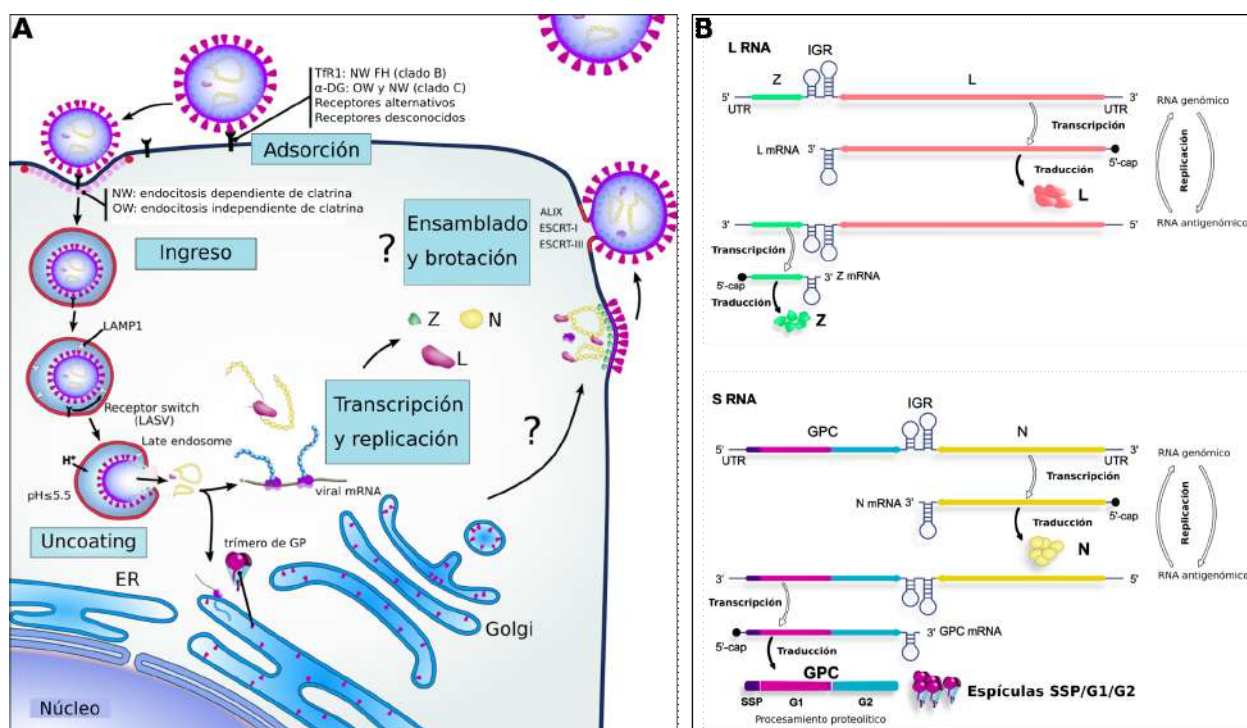 A
TfR1: NW FH (clado B)
α-DG: OW y NW (clado C)
Receptores alternativos
Receptores desconocidos
Adsorción
NW: endocitosis dependiente de clatrina
OW: endocitosis independiente de clatrina
Ingreso
?
Ensamblado
y brotación
ALIX
ESCRT-I
ESCRT-III
Z
N
L
LAMP1
Receptor switch
(LASV)
Late endosome
H+
pH≤5.5
Transcripción
y replicación
?
viral mRNA
Uncoating
trímero de GP
ER
Golgi
Núcleo
B
L RNA
IGR
Z
L
5'
3'
UTR
UTR
RNA genómico
Transcripción
L mRNA
3'
5'-cap
Traducción
L
Replicación
3'
5'
RNA antigenómico
Transcripción
3' Z mRNA
5'-cap
Traducción
Z
S RNA
IGR
GPC
N
5'
3'
UTR
UTR
RNA genómico
Transcripción
N mRNA
3'
5'-cap
Traducción
N
Replicación
3'
5'
RNA antigenómico
Transcripción
3' GPC mRNA
5'-cap
Traducción
GPC
SSP
G1
G2
Espículas SSP/G1/G2
Procesamiento proteolítico